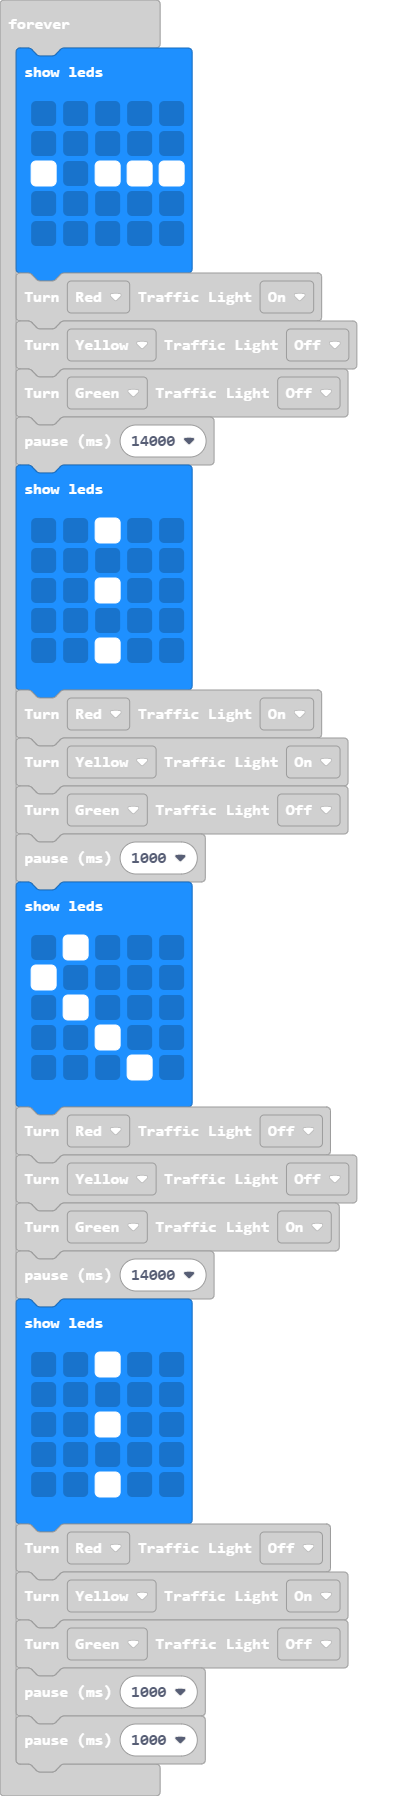 forever
show leds
Turn Red Traffic Light On
Turn Yellow Traffic Light Off
Turn Green Traffic Light Off
pause (ms) 14000
show leds
Turn Red Traffic Light On
Turn Yellow Traffic Light On
Turn Green Traffic Light Off
pause (ms) 1000
show leds
Turn Red Traffic Light Off
Turn Yellow Traffic Light Off
Turn Green Traffic Light On
pause (ms) 14000
show leds
Turn Red Traffic Light Off
Turn Yellow Traffic Light On
Turn Green Traffic Light Off
pause (ms) 1000
pause (ms) 1000